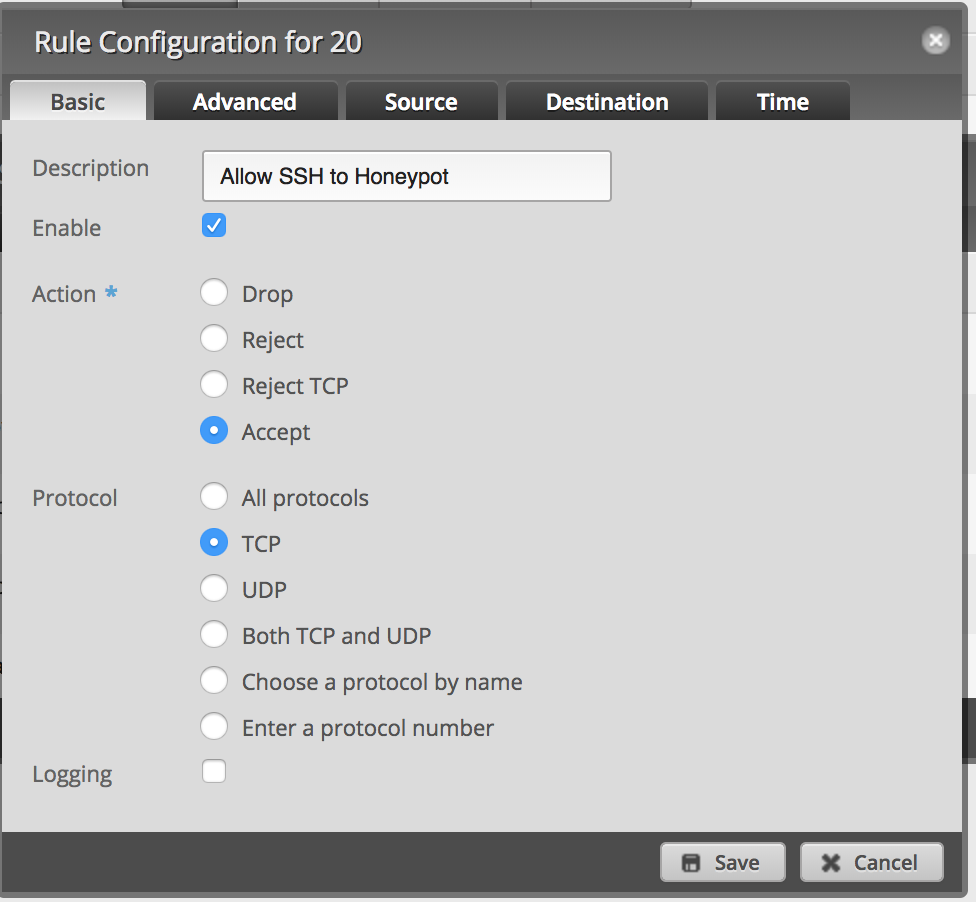 Rule Configuration for 20
Basic Advanced Source Destination Time
Description Allow SSH to Honeypot
Enable
Action * Drop
Reject
Reject TCP
Accept
Protocol All protocols
TCP
UDP
Both TCP and UDP
Choose a protocol by name
Enter a protocol number
Logging
Save Cancel